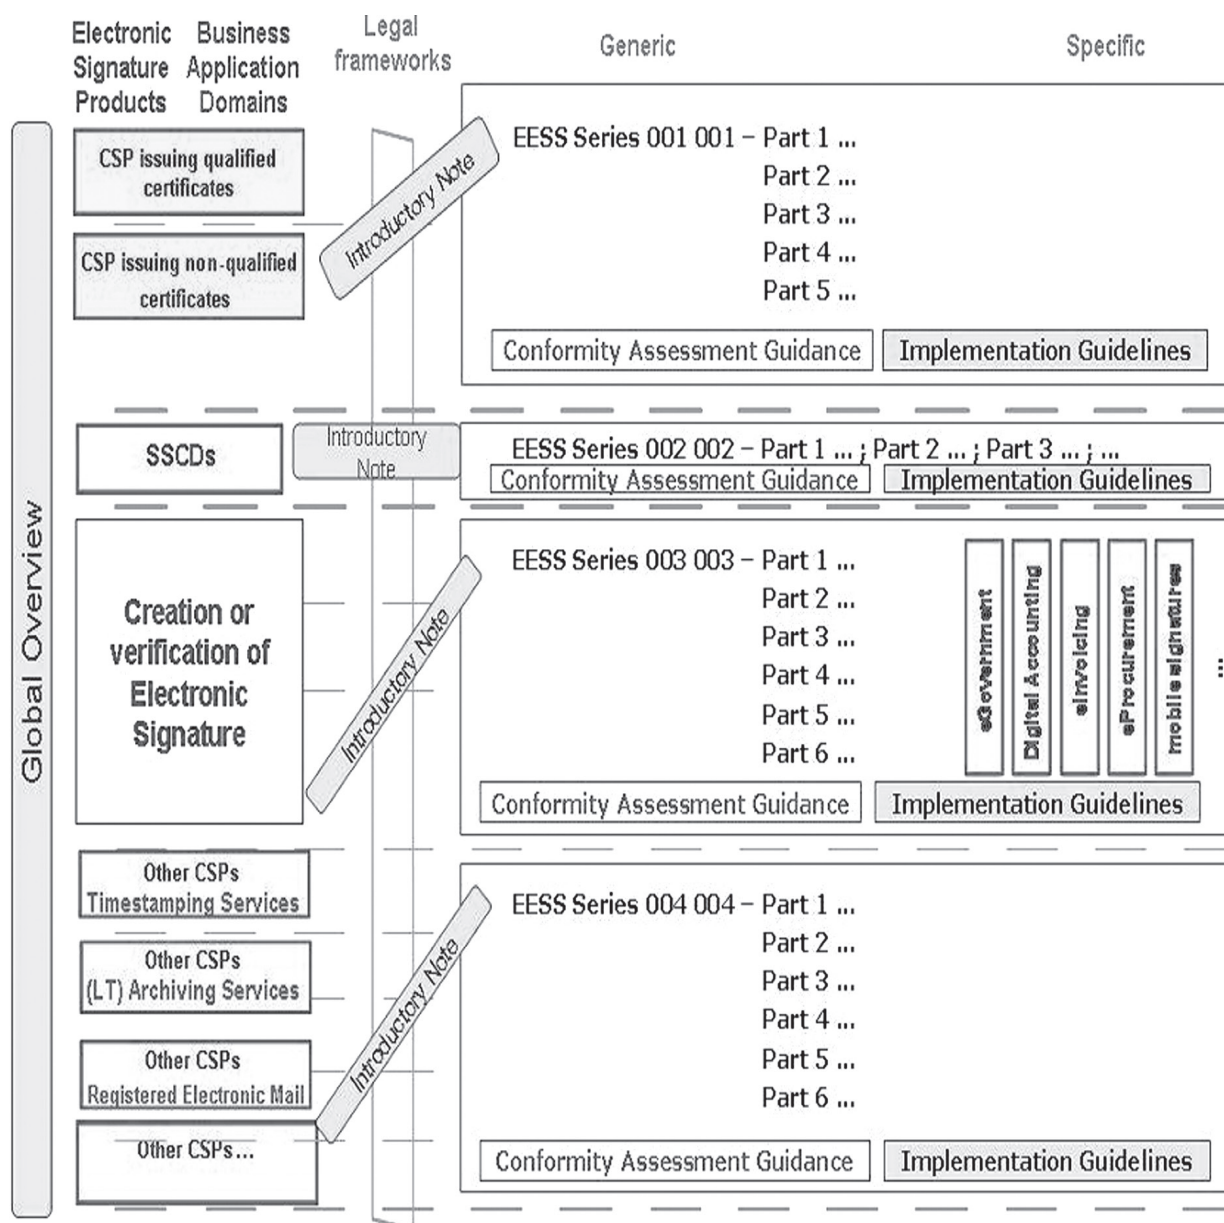 Electronic Signature Products
Business Application Domains
Legal frameworks
Generic
Specific
Global Overview
CSP issuing qualified
certificates
CSP issuing non-qualified
certificates
Introductory Note
EESS Series 001 001 – Part 1 ...
Part 2 ...
Part 3 ...
Part 4 ...
Part 5 ...
Conformity Assessment Guidance
Implementation Guidelines
SSCDs
Introductory
Note
EESS Series 002 002 – Part 1 ... ; Part 2 ... ; Part 3 ... ; ...
Conformity Assessment Guidance
Implementation Guidelines
Creation or
verification of
Electronic
Signature
Introductory Note
EESS Series 003 003 – Part 1 ...
Part 2 ...
Part 3 ...
Part 4 ...
Part 5 ...
Part 6 ...
eGovernment
Digital Accounting
eInvoicing
eProcurement
mobile signatures
...
Conformity Assessment Guidance
Implementation Guidelines
Other CSPs
Timestamping Services
Other CSPs
(LT) Archiving Services
Other CSPs
Registered Electronic Mail
Other CSPs...
Introductory Note
EESS Series 004 004 – Part 1 ...
Part 2 ...
Part 3 ...
Part 4 ...
Part 5 ...
Part 6 ...
Conformity Assessment Guidance
Implementation Guidelines